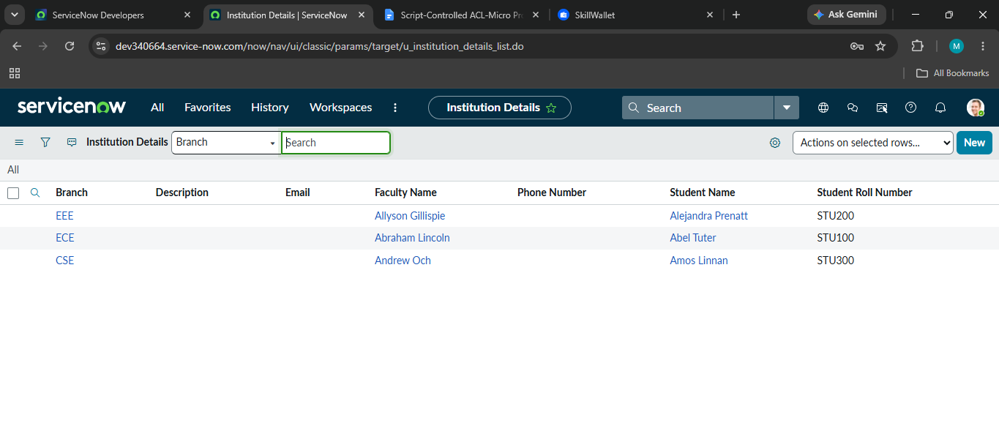 ServiceNow Developers
Institution Details | ServiceNow
Script-Controlled ACL-Micro Pr
SkillWallet
Ask Gemini
dev340664.service-now.com/now/nav/ui/classic/params/target/u_institution_details_list.do
M
All Bookmarks
servicenow
All
Favorites
History
Workspaces
Institution Details
Search
Institution Details
Branch
Search
Actions on selected rows...
New
All
Branch Description Email Faculty Name Phone Number Student Name Student Roll Number
EEE Allyson Gillispie Alejandra Prenatt STU200
ECE Abraham Lincoln Abel Tuter STU100
CSE Andrew Och Amos Linnan STU300